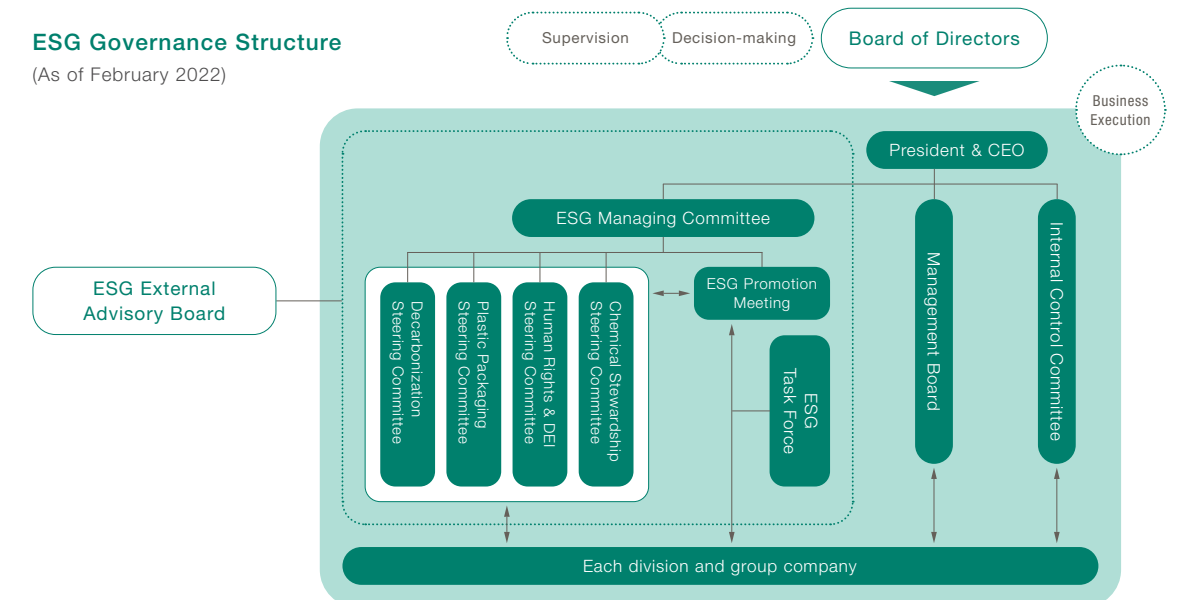 ESG Governance Structure
(As of February 2022)
Supervision
Decision-making
Board of Directors
Business
Execution
President & CEO
ESG Managing Committee
ESG External
Advisory Board
Decarbonization
Steering Committee
Plastic Packaging
Steering Committee
Human Rights & DEI
Steering Committee
Chemical Stewardship
Steering Committee
ESG Promotion
Meeting
ESG
Task Force
Management Board
Internal Control Committee
Each division and group company